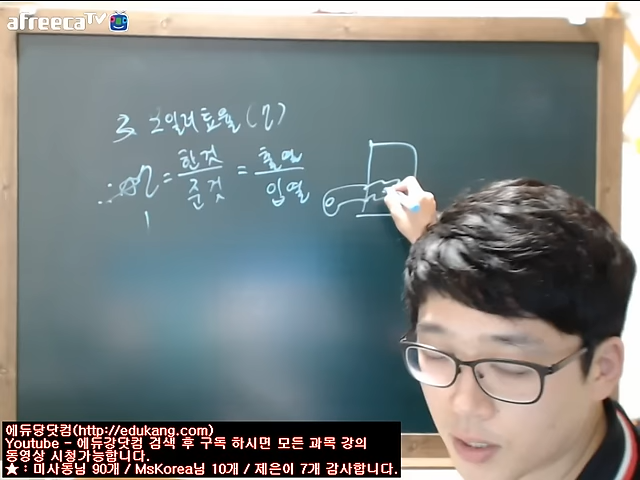 afreecaTV
3. 보일러 효율 (η)
∴ η = 한것 / 준것 = 출열 / 입열
에듀강닷컴(http://edukang.com)
Youtube - 에듀강닷컴 검색 후 구독 하시면 모든 과목 강의
동영상 시청가능합니다.
★ : 미사동님 90개 / MsKorea님 10개 / 제은이 7개 감사합니다.